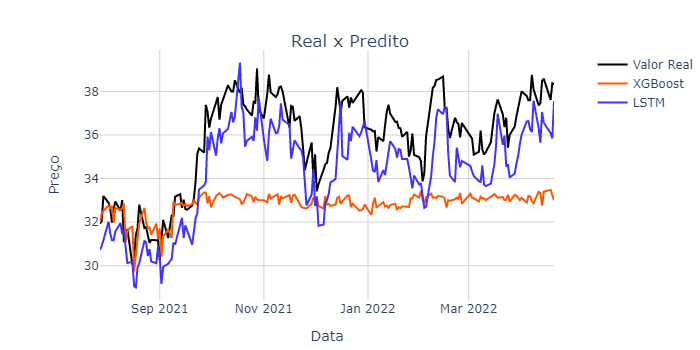 Real x Predito
Valor Real
XGBoost
LSTM
Preço
38
36
34
32
30
Sep 2021
Nov 2021
Jan 2022
Mar 2022
Data